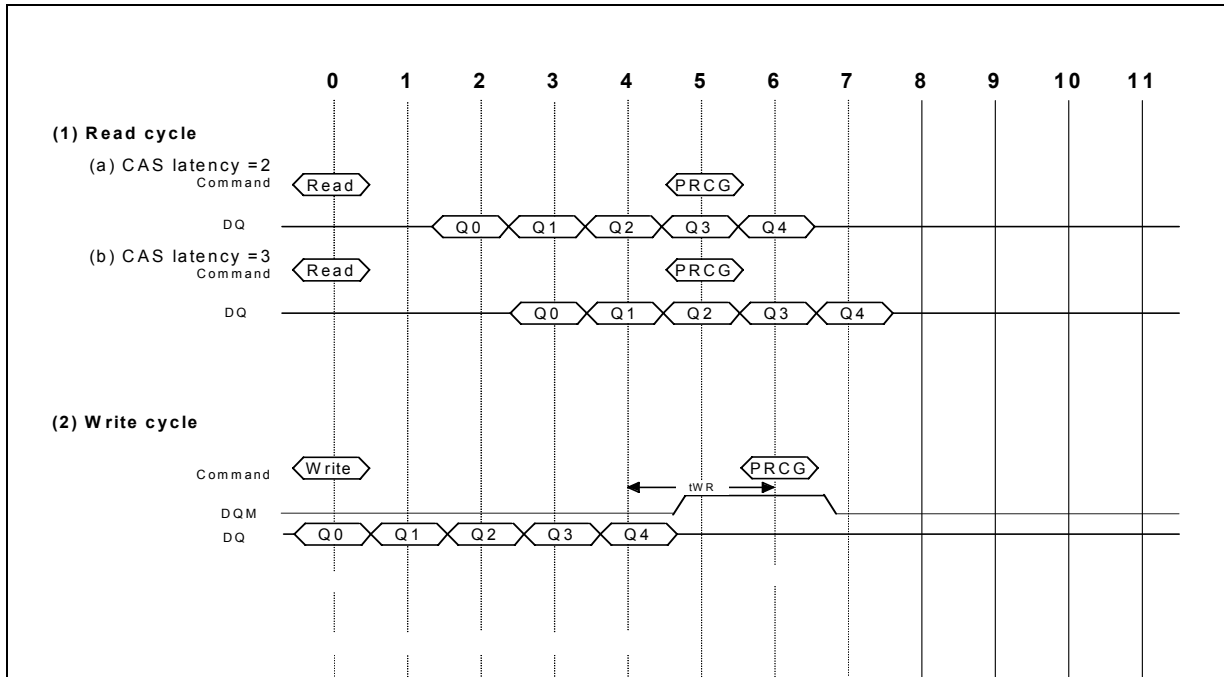 0 1 2 3 4 5 6 7 8 9 10 11
(1) Read cycle
(a) CAS latency =2
Command Read PRCG
DQ Q0 Q1 Q2 Q3 Q4
(b) CAS latency =3
Command Read PRCG
DQ Q0 Q1 Q2 Q3 Q4
(2) Write cycle
Command Write PRCG
tWR
DQM
DQ Q0 Q1 Q2 Q3 Q4